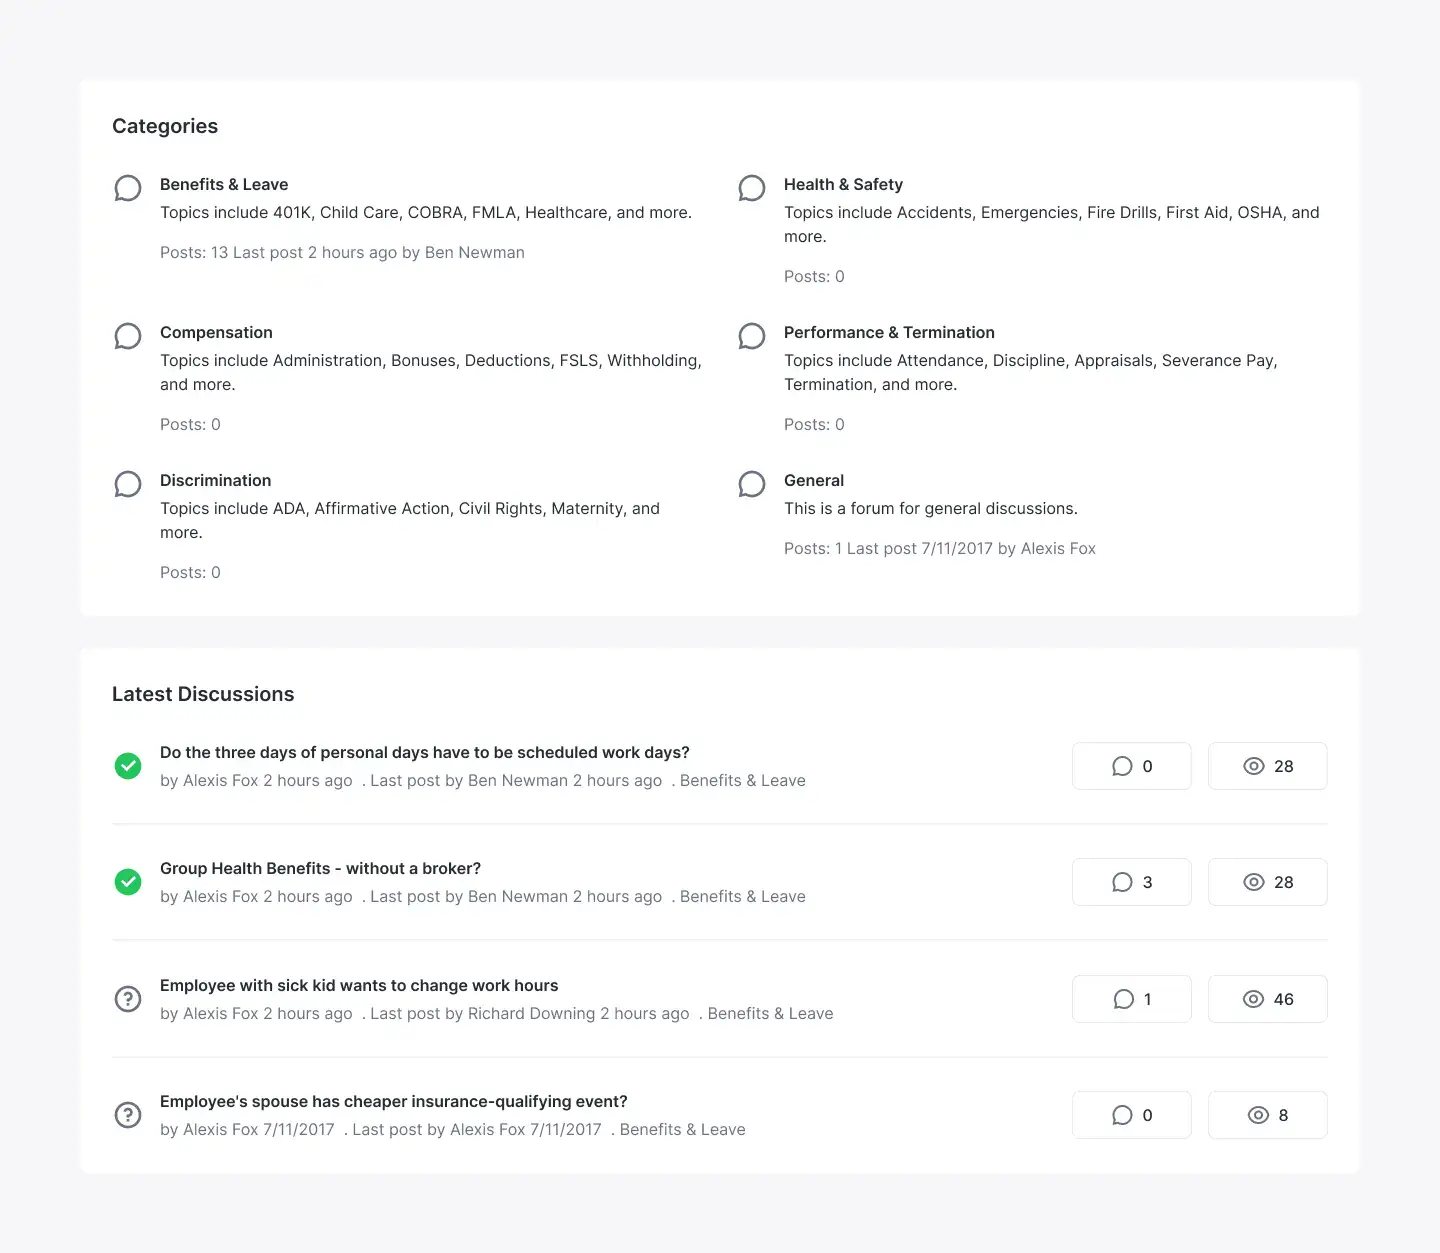 Categories
Benefits & Leave
Topics include 401K, Child Care, COBRA, FMLA, Healthcare, and more.
Posts: 13 Last post 2 hours ago by Ben Newman
Health & Safety
Topics include Accidents, Emergencies, Fire Drills, First Aid, OSHA, and
more.
Posts: 0
Compensation
Topics include Administration, Bonuses, Deductions, FSLS, Withholding,
and more.
Posts: 0
Performance & Termination
Topics include Attendance, Discipline, Appraisals, Severance Pay,
Termination, and more.
Posts: 0
Discrimination
Topics include ADA, Affirmative Action, Civil Rights, Maternity, and
more.
Posts: 0
General
This is a forum for general discussions.
Posts: 1 Last post 7/11/2017 by Alexis Fox
Latest Discussions
Do the three days of personal days have to be scheduled work days?
by Alexis Fox 2 hours ago . Last post by Ben Newman 2 hours ago . Benefits & Leave
0
28
Group Health Benefits - without a broker?
by Alexis Fox 2 hours ago . Last post by Ben Newman 2 hours ago . Benefits & Leave
3
28
Employee with sick kid wants to change work hours
by Alexis Fox 2 hours ago . Last post by Richard Downing 2 hours ago . Benefits & Leave
1
46
Employee's spouse has cheaper insurance-qualifying event?
by Alexis Fox 7/11/2017 . Last post by Alexis Fox 7/11/2017 . Benefits & Leave
0
8